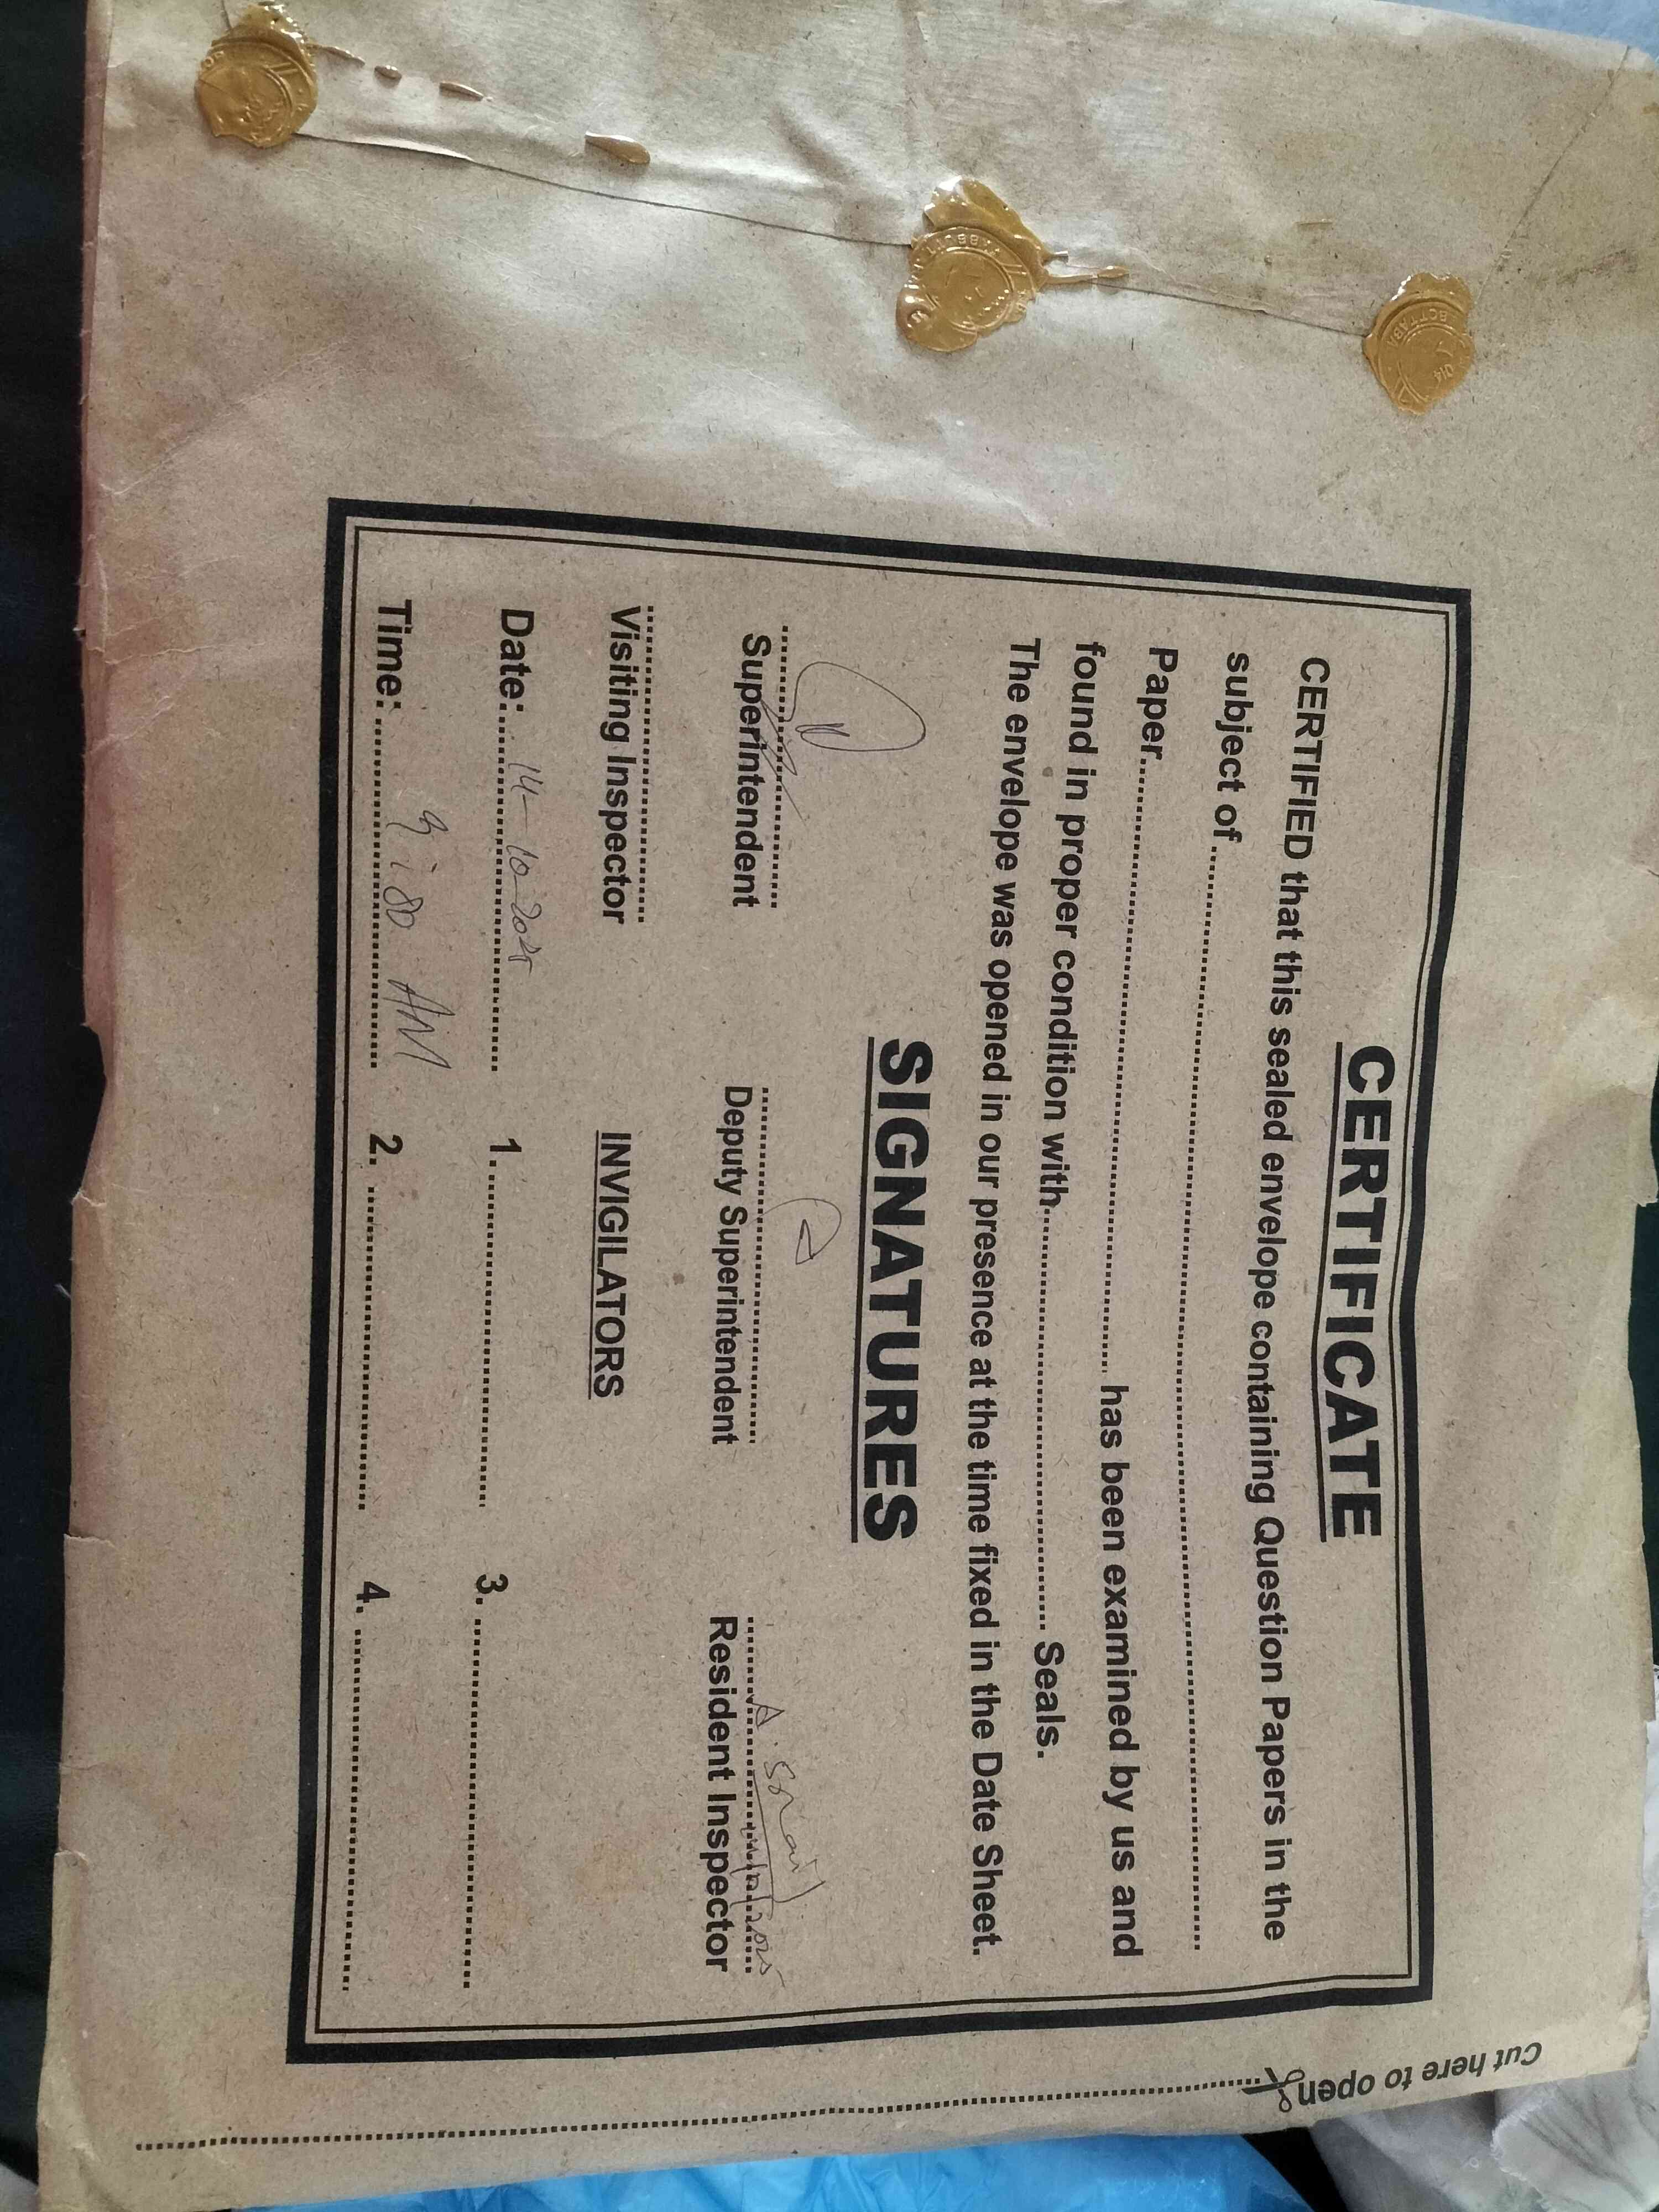 CERTIFICATE
CERTIFIED that this sealed envelope containing Question Papers in the
subject of
Paper has been examined by us and
found in proper condition with Seals.
The envelope was opened in our presence at the time fixed in the Date Sheet.
SIGNATURES
Superintendent Deputy Superintendent Resident Inspector
Visiting Inspector INVIGILATORS
Date: 14-10-2025 1. 3.
Time: AM 2. 4.
Cut here to open